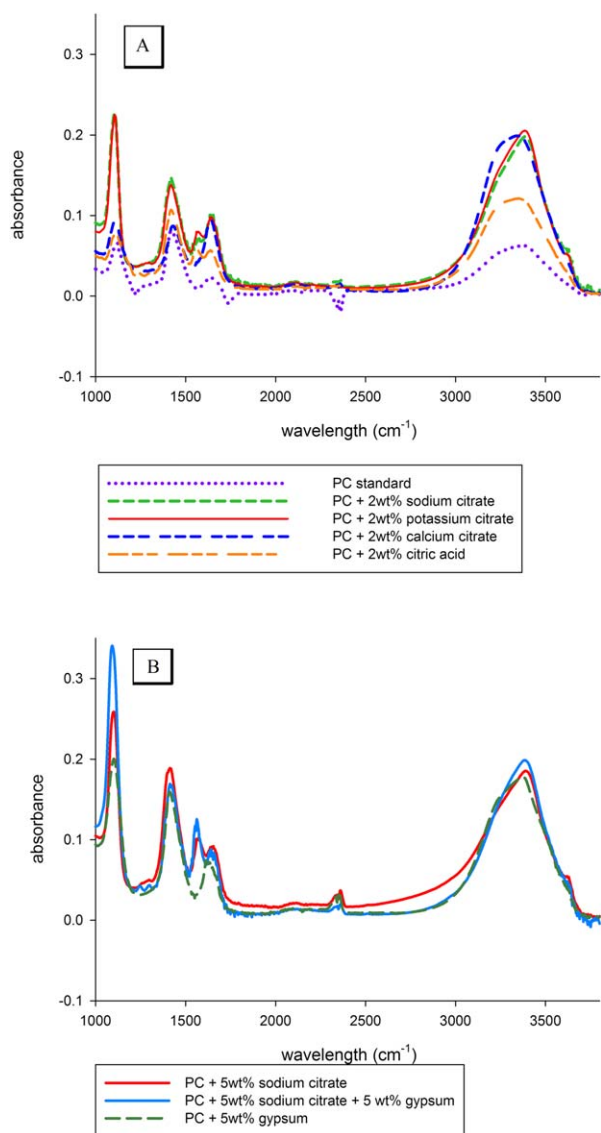 A
0.3
0.2
0.1
0.0
-0.1
absorbance
1000 1500 2000 2500 3000 3500
wavelength (cm-1)
PC standard
PC + 2wt% sodium citrate
PC + 2wt% potassium citrate
PC + 2wt% calcium citrate
PC + 2wt% citric acid
B
0.3
0.2
0.1
0.0
-0.1
absorbance
1000 1500 2000 2500 3000 3500
wavelength (cm-1)
PC + 5wt% sodium citrate
PC + 5wt% sodium citrate + 5 wt% gypsum
PC + 5wt% gypsum